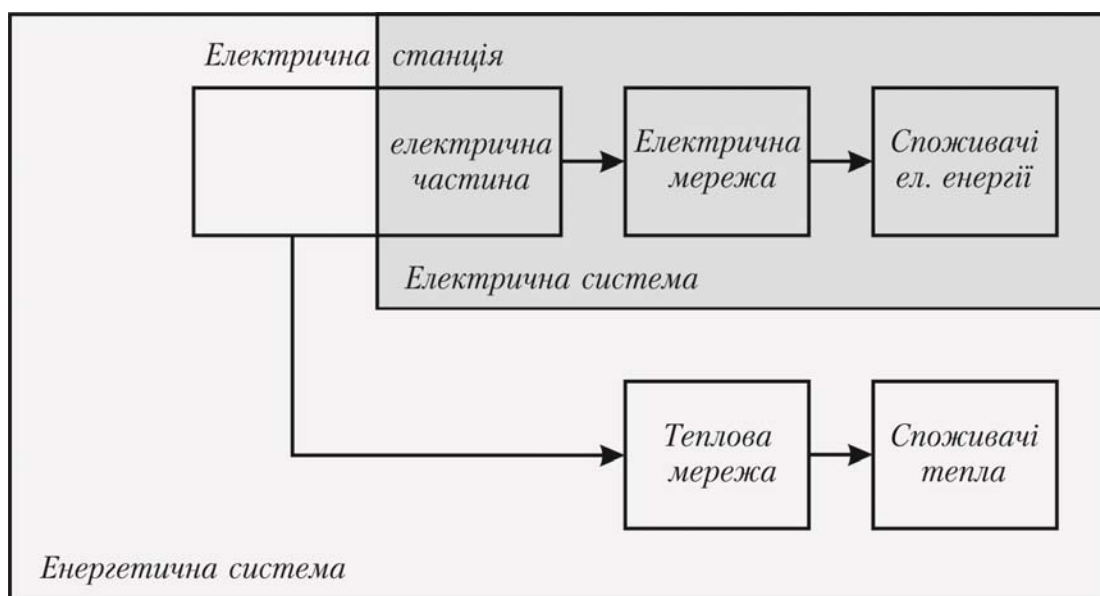 Електрична станція
електрична
частина
Електрична
мережа
Споживачі
ел. енергії
Електрична система
Теплова
мережа
Споживачі
тепла
Енергетична система